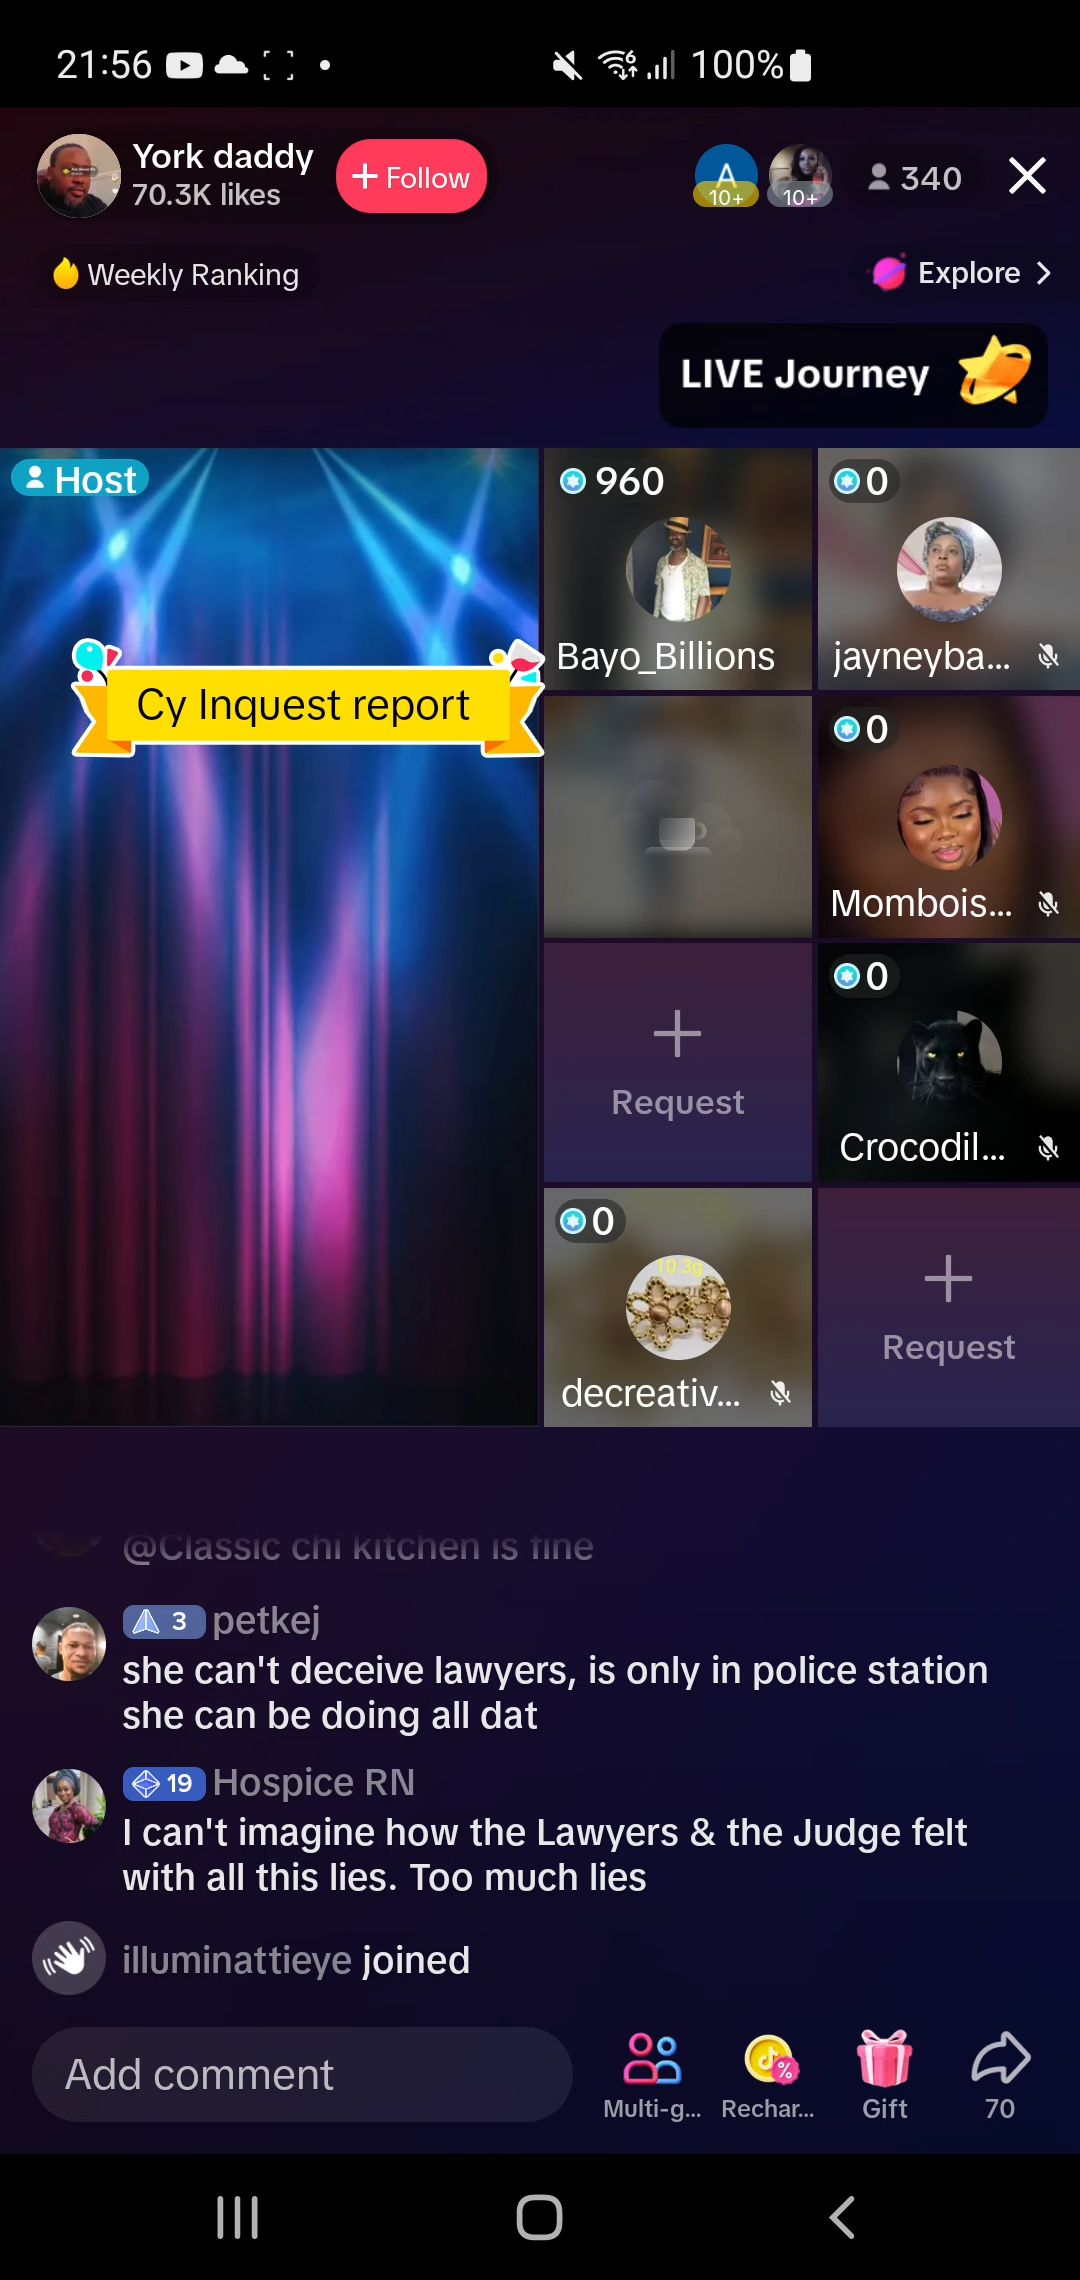 21:56
100%
York daddy
70.3K likes
+ Follow
A
10+
10+
340
Weekly Ranking
Explore
LIVE Journey
Host
960
0
Cy Inquest report
Bayo_Billions
jayneyba...
0
Mombois...
0
Request
Crocodil...
0
10.3g
decreativ...
Request
@Classic chi kitchen is fine
3 petkej
she can't deceive lawyers, is only in police station
she can be doing all dat
19 Hospice RN
I can't imagine how the Lawyers & the Judge felt
with all this lies. Too much lies
illuminattieye joined
Add comment
Multi-g...
Rechar...
Gift
70